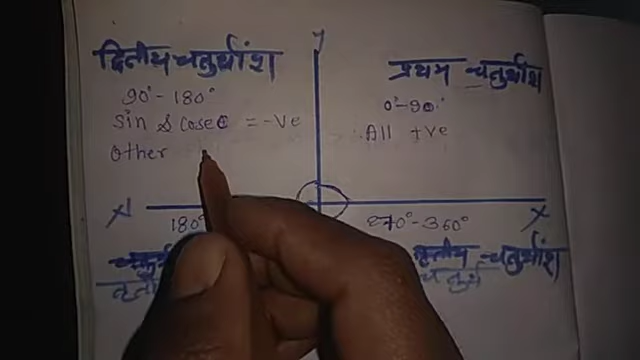 y
द्वितीय चतुर्थांश
प्रथम चतुर्थांश
90° - 180°
Sin & Cosec = -Ve
Other
0° - 90°
All +ve
X'
180°
270° - 360°
X
तृतीय चतुर्थांश
चतुर्थ